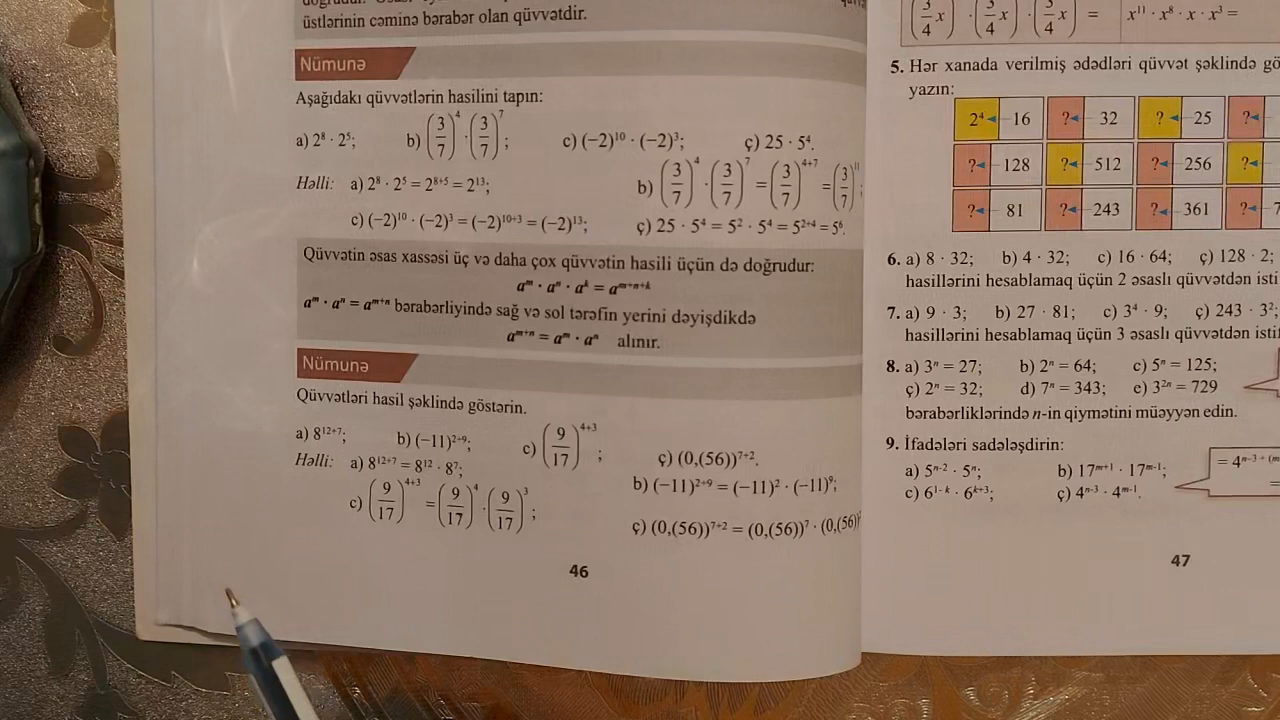 üstlərinin cəminə bərabər olan qüvvətdir.
Nümunə
Aşağıdakı qüvvətlərin hasilini tapın:
a) 2⁸ · 2⁵; b) (3/7)⁴ · (3/7)⁷; c) (−2)¹⁰ · (−2)³; ç) 25 · 5⁴.
Həlli: a) 2⁸ · 2⁵ = 2⁸⁺⁵ = 2¹³; b) (3/7)⁴ · (3/7)⁷ = (3/7)⁴⁺⁷ = (3/7)¹¹;
c) (−2)¹⁰ · (−2)³ = (−2)¹⁰⁺³ = (−2)¹³; ç) 25 · 5⁴ = 5² · 5⁴ = 5²⁺⁴ = 5⁶.
Qüvvətin əsas xassəsi üç və daha çox qüvvətin hasili üçün də doğrudur:
aᵐ · aⁿ · aᵏ = aᵐ⁺ⁿ⁺ᵏ
aᵐ · aⁿ = aᵐ⁺ⁿ bərabərliyində sağ və sol tərəfin yerini dəyişdikdə
aᵐ⁺ⁿ = aᵐ · aⁿ alınır.
Nümunə
Qüvvətləri hasil şəklində göstərin.
a) 8¹²⁺⁷; b) (−11)²⁺⁹; c) (9/17)⁴⁺³; ç) (0,(56))⁷⁺².
Həlli: a) 8¹²⁺⁷ = 8¹² · 8⁷; b) (−11)²⁺⁹ = (−11)² · (−11)⁹;
c) (9/17)⁴⁺³ = (9/17)⁴ · (9/17)³; ç) (0,(56))⁷⁺² = (0,(56))⁷ · (0,(56))
46
(3/4 x) · (3/4 x) · (3/4 x) = x¹¹ · x⁸ · x · x³ =
5. Hər xanada verilmiş ədədləri qüvvət şəklində
yazın:
2⁴ 16 ? 32 ? 25 ?
? 128 ? 512 ? 256 ?
? 81 ? 243 ? 361 ? 7
6. a) 8 · 32; b) 4 · 32; c) 16 · 64; ç) 128 · 2;
hasillərini hesablamaq üçün 2 əsaslı qüvvətdən
7. a) 9 · 3; b) 27 · 81; c) 3⁴ · 9; ç) 243 · 3²;
hasillərini hesablamaq üçün 3 əsaslı qüvvətdən
8. a) 3ⁿ = 27; b) 2ⁿ = 64; c) 5ⁿ = 125;
ç) 2ⁿ = 32; d) 7ⁿ = 343; e) 3²ⁿ = 729
bərabərliklərində n-in qiymətini müəyyən edin.
9. İfadələri sadələşdirin:
a) 5ⁿ⁻² · 5ⁿ; b) 17ᵐ⁺¹ · 17ᵐ⁻¹; = 4ⁿ⁻³ ⁺ ⁽ᵐ
c) 6¹⁻ᵏ · 6ᵏ⁺³; ç) 4ⁿ⁻³ · 4ᵐ⁻¹. =
47